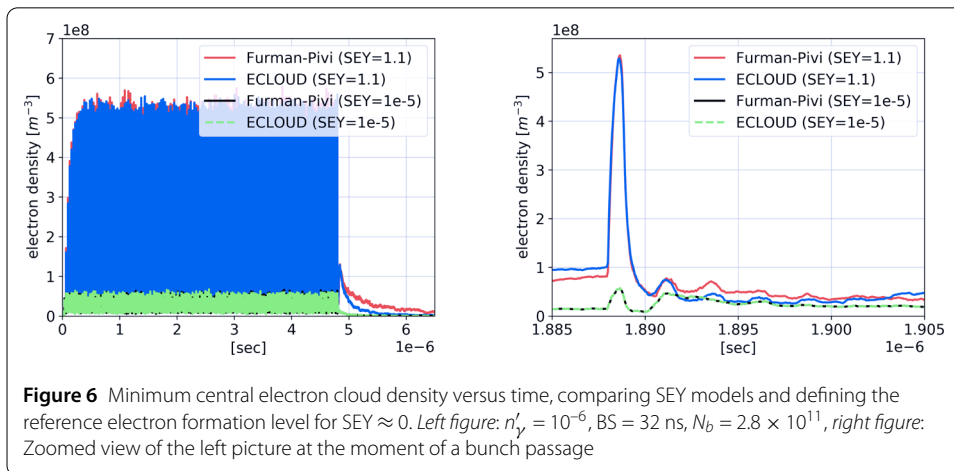 1e8
7
6
5
4
3
2
1
0
electron density [m⁻³]
Furman-Pivi (SEY=1.1)
ECLOUD (SEY=1.1)
Furman-Pivi (SEY=1e-5)
ECLOUD (SEY=1e-5)
0 1 2 3 4 5 6
[sec]
1e-6
1e8
5
4
3
2
1
0
electron density [m⁻³]
Furman-Pivi (SEY=1.1)
ECLOUD (SEY=1.1)
Furman-Pivi (SEY=1e-5)
ECLOUD (SEY=1e-5)
1.885 1.890 1.895 1.900 1.905
[sec]
1e-6
Figure 6 Minimum central electron cloud density versus time, comparing SEY models and defining the
reference electron formation level for SEY ≈ 0. Left figure: n′γ = 10⁻⁶, BS = 32 ns, N_b = 2.8 × 10¹¹, right figure:
Zoomed view of the left picture at the moment of a bunch passage